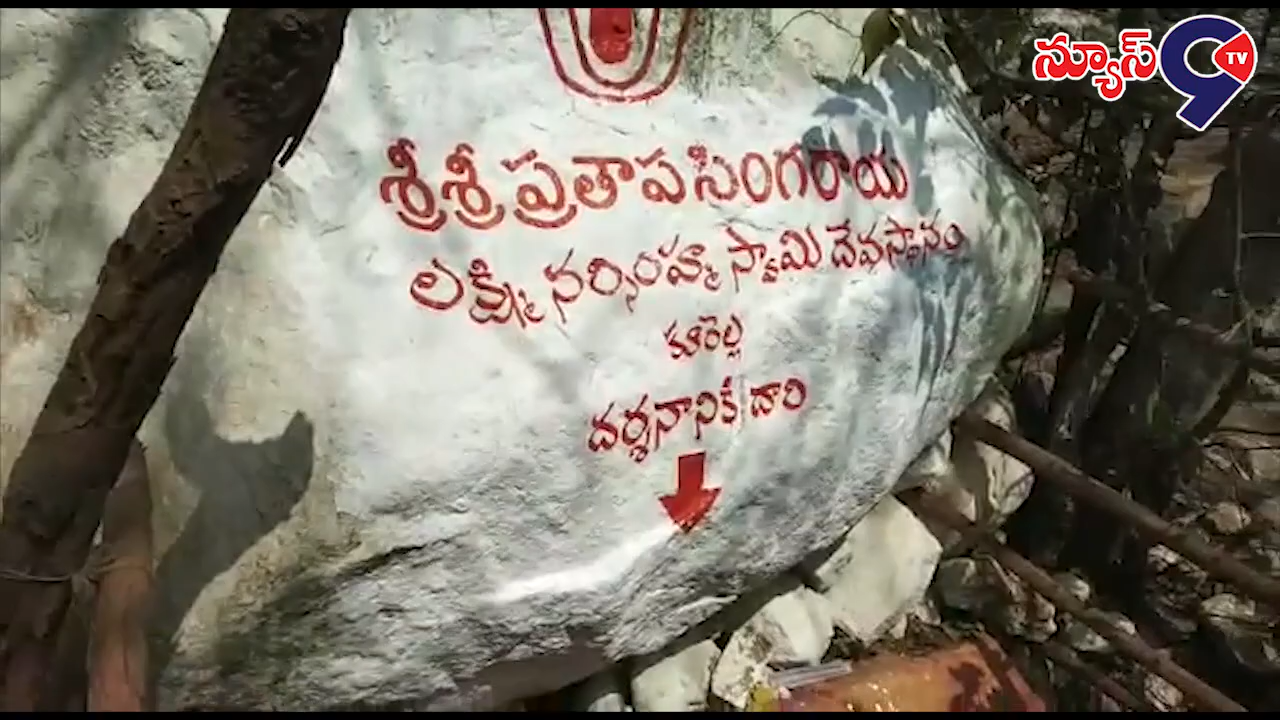 న్యూస్ 9 TV
శ్రీ శ్రీ ప్రతాప సింగరాయ
లక్ష్మి నర్సింహ్మ స్వామి దేవస్థానం
కూరెల్ల
దర్శనానికి దారి